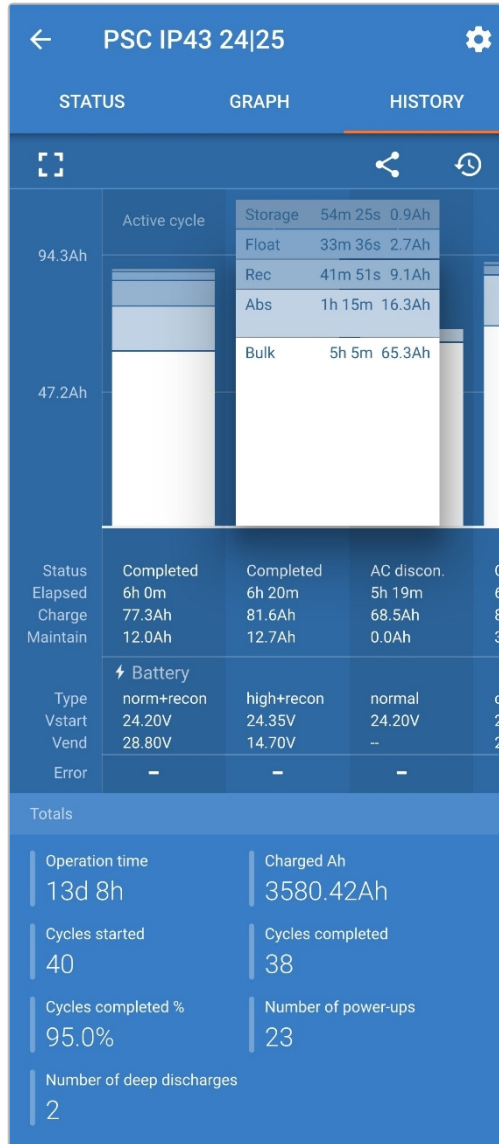 PSC IP43 24|25
STATUS GRAPH HISTORY
Active cycle
94.3Ah
47.2Ah
Storage 54m 25s 0.9Ah
Float 33m 36s 2.7Ah
Rec 41m 51s 9.1Ah
Abs 1h 15m 16.3Ah
Bulk 5h 5m 65.3Ah
Status Completed Completed AC discon.
Elapsed 6h 0m 6h 20m 5h 19m
Charge 77.3Ah 81.6Ah 68.5Ah
Maintain 12.0Ah 12.7Ah 0.0Ah
Battery
Type norm+recon high+recon normal
Vstart 24.20V 24.35V 24.20V
Vend 28.80V 14.70V --
Error – – –
Totals
Operation time Charged Ah
13d 8h 3580.42Ah
Cycles started Cycles completed
40 38
Cycles completed % Number of power-ups
95.0% 23
Number of deep discharges
2